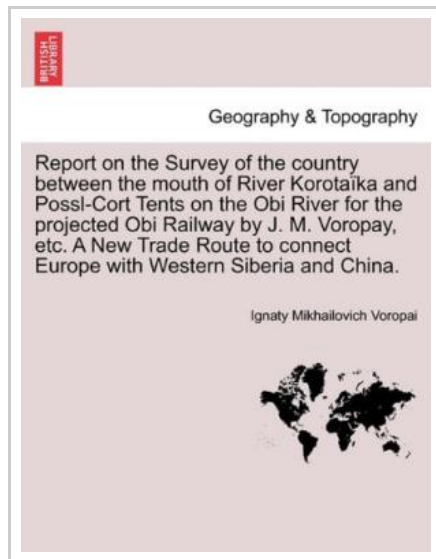 BRITISH
LIBRARY
Geography & Topography
Report on the Survey of the country
between the mouth of River Korotaïka and
Possl-Cort Tents on the Obi River for the
projected Obi Railway by J. M. Voropay,
etc. A New Trade Route to connect
Europe with Western Siberia and China.
Ignaty Mikhailovich Voropai